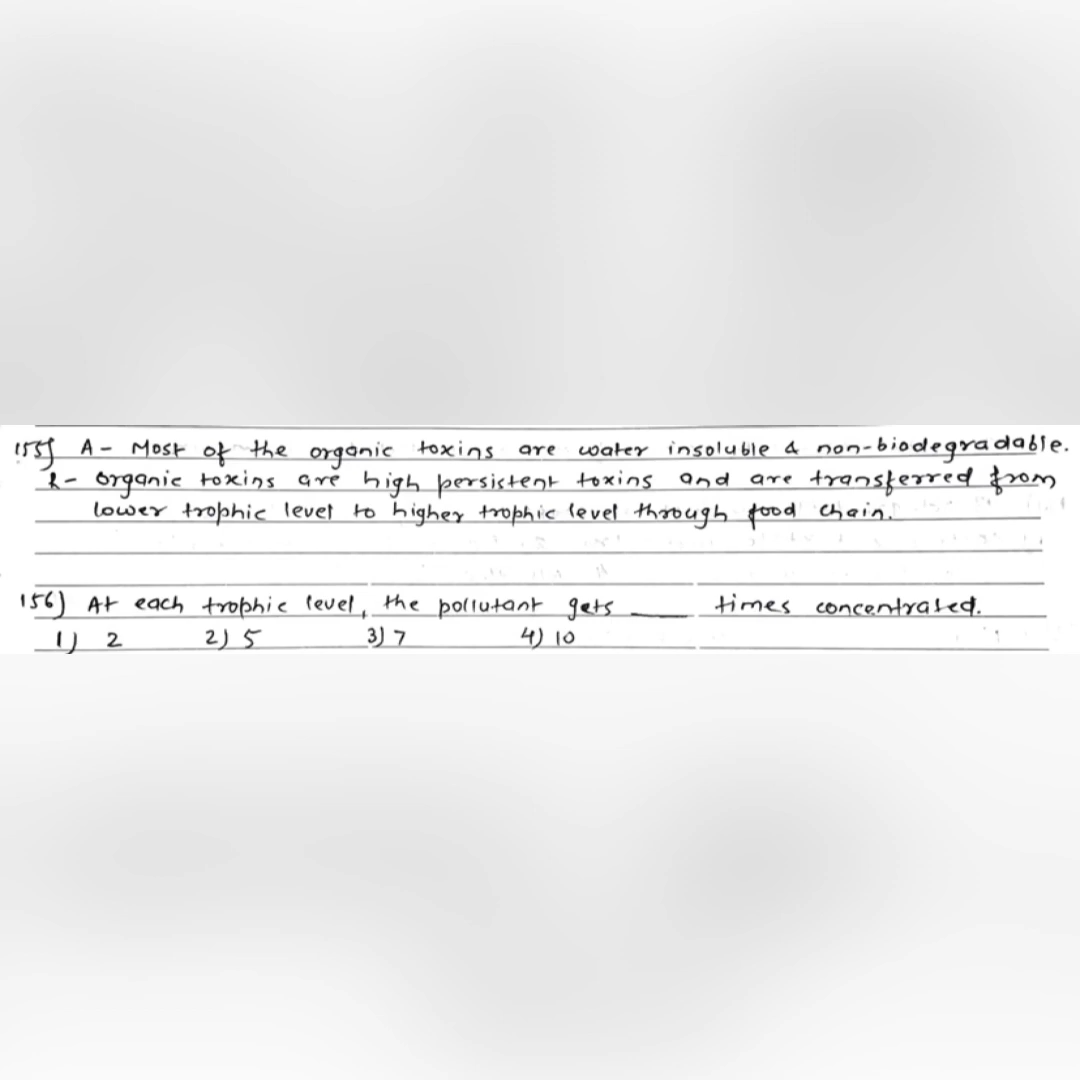 155) A - Most of the organic toxins are water insoluble & non-biodegradable.
R - organic toxins are high persistent toxins and are transferred from
lower trophic level to higher trophic level through food chain.
156) At each trophic level, the pollutant gets ____ times concentrated.
1) 2 2) 5 3) 7 4) 10